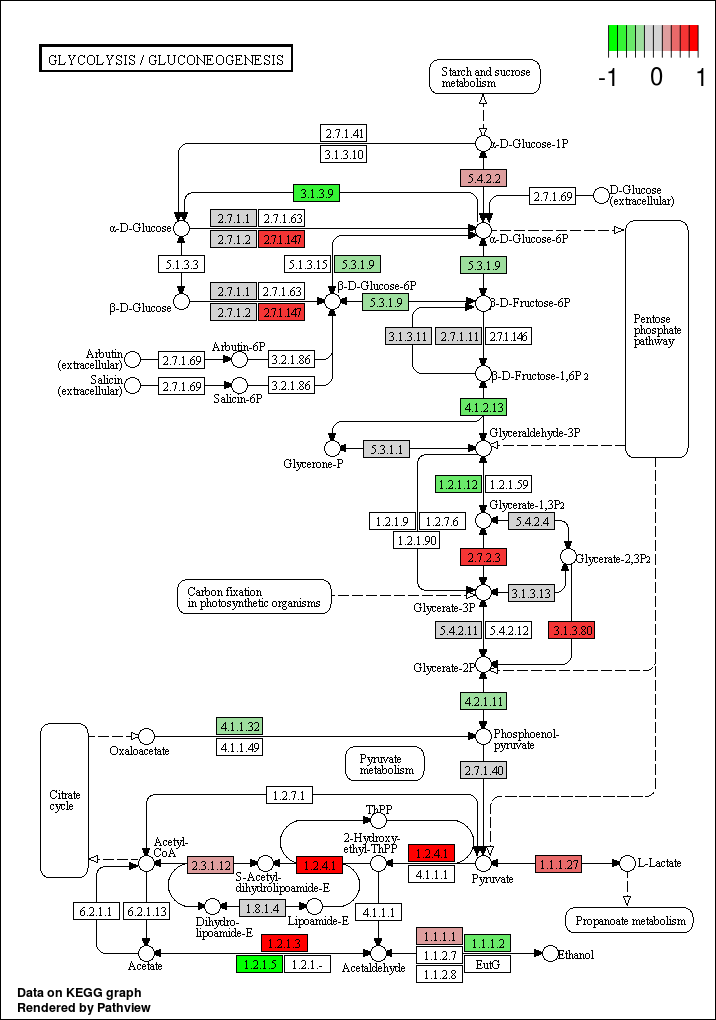 GLYCOLYSIS / GLUCONEOGENESIS
-1 0 1
Starch and sucrose
metabolism
2.7.1.41
3.1.3.10
α-D-Glucose-1P
5.4.2.2
3.1.3.9
D-Glucose
(extracellular)
2.7.1.69
α-D-Glucose
2.7.1.1 2.7.1.63
2.7.1.2 2.7.1.147
α-D-Glucose-6P
5.1.3.3
5.1.3.15 5.3.1.9
5.3.1.9
β-D-Glucose
2.7.1.1 2.7.1.63
2.7.1.2 2.7.1.147
β-D-Glucose-6P
5.3.1.9
β-D-Fructose-6P
Pentose
phosphate
pathway
3.1.3.11 2.7.1.11 2.7.1.146
Arbutin
(extracellular)
2.7.1.69
Arbutin-6P
3.2.1.86
Salicin
(extracellular)
2.7.1.69
Salicin-6P
3.2.1.86
β-D-Fructose-1,6P2
4.1.2.13
Glyceraldehyde-3P
Glycerone-P
5.3.1.1
1.2.1.12 1.2.1.59
Glycerate-1,3P2
1.2.1.9 1.2.7.6
1.2.1.90
5.4.2.4
2.7.2.3
Glycerate-2,3P2
Carbon fixation
in photosynthetic organisms
3.1.3.13
Glycerate-3P
5.4.2.11 5.4.2.12
3.1.3.80
Glycerate-2P
4.2.1.11
Citrate
cycle
Oxaloacetate
4.1.1.32
4.1.1.49
Phosphoenol-
pyruvate
Pyruvate
metabolism
2.7.1.40
1.2.7.1
ThPP
2-Hydroxy-
ethyl-ThPP
Acetyl-
CoA
2.3.1.12
S-Acetyl-
dihydrolipoamide-E
1.2.4.1
1.2.4.1
4.1.1.1
Pyruvate
1.1.1.27
L-Lactate
Dihydro-
lipoamide-E
1.8.1.4
Lipoamide-E
6.2.1.1 6.2.1.13
4.1.1.1
Propanoate metabolism
Acetate
1.2.1.3
1.2.1.5 1.2.1.-
Acetaldehyde
1.1.1.1 1.1.1.2
1.1.2.7 EutG
1.1.2.8
Ethanol
Data on KEGG graph
Rendered by Pathview